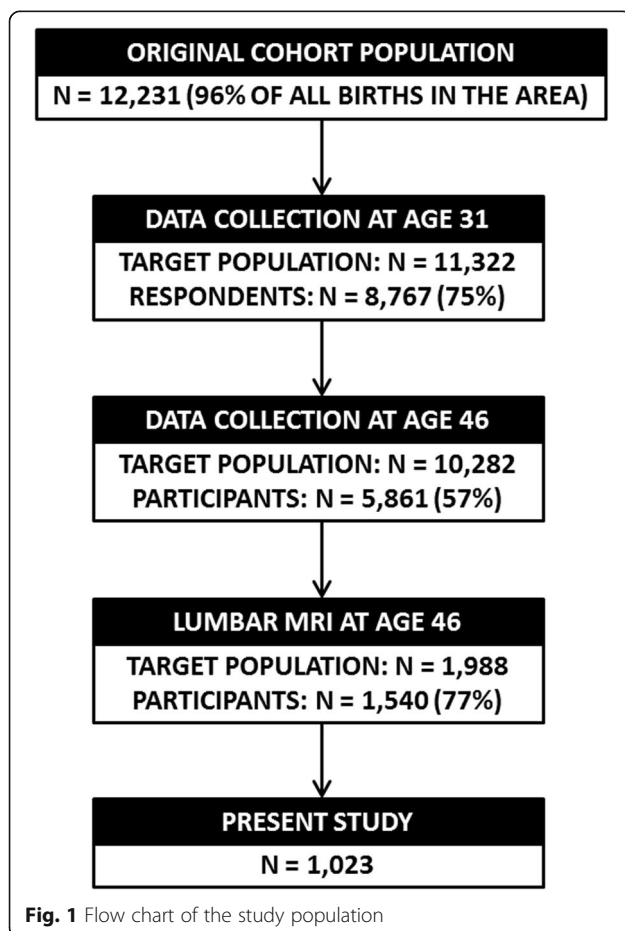 ORIGINAL COHORT POPULATION
N = 12,231 (96% OF ALL BIRTHS IN THE AREA)
DATA COLLECTION AT AGE 31
TARGET POPULATION: N = 11,322
RESPONDENTS: N = 8,767 (75%)
DATA COLLECTION AT AGE 46
TARGET POPULATION: N = 10,282
PARTICIPANTS: N = 5,861 (57%)
LUMBAR MRI AT AGE 46
TARGET POPULATION: N = 1,988
PARTICIPANTS: N = 1,540 (77%)
PRESENT STUDY
N = 1,023
Fig. 1 Flow chart of the study population